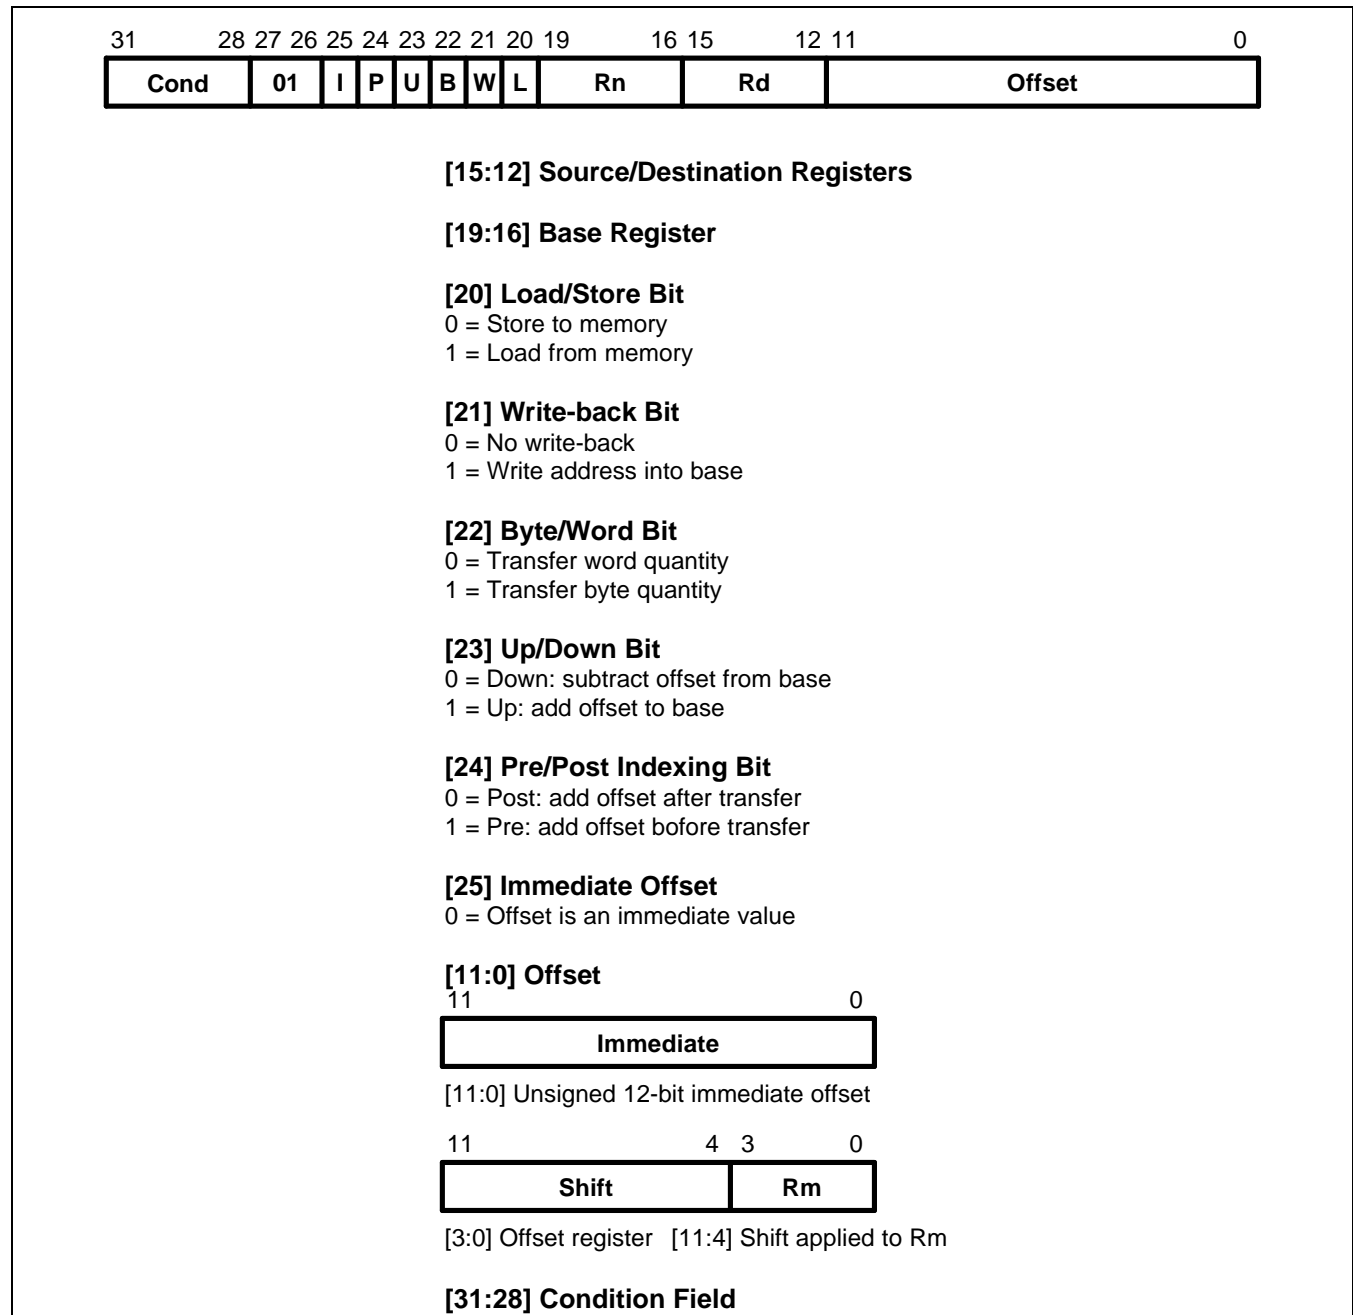 31 28 27 26 25 24 23 22 21 20 19 16 15 12 11 0
Cond 01 I P U B W L Rn Rd Offset
[15:12] Source/Destination Registers
[19:16] Base Register
[20] Load/Store Bit
0 = Store to memory
1 = Load from memory
[21] Write-back Bit
0 = No write-back
1 = Write address into base
[22] Byte/Word Bit
0 = Transfer word quantity
1 = Transfer byte quantity
[23] Up/Down Bit
0 = Down: subtract offset from base
1 = Up: add offset to base
[24] Pre/Post Indexing Bit
0 = Post: add offset after transfer
1 = Pre: add offset bofore transfer
[25] Immediate Offset
0 = Offset is an immediate value
[11:0] Offset
11 0
Immediate
[11:0] Unsigned 12-bit immediate offset
11 4 3 0
Shift Rm
[3:0] Offset register [11:4] Shift applied to Rm
[31:28] Condition Field